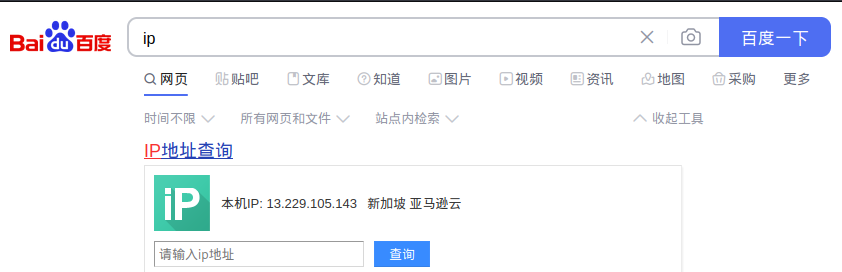 Bai du 百度 ip 百度一下
网页 贴 贴吧 文库 知道 图片 视频 资讯 地图 采购 更多
时间不限 所有网页和文件 站点内检索 收起工具
IP地址查询
iP 本机IP: 13.229.105.143 新加坡 亚马逊云
请输入ip地址 查询